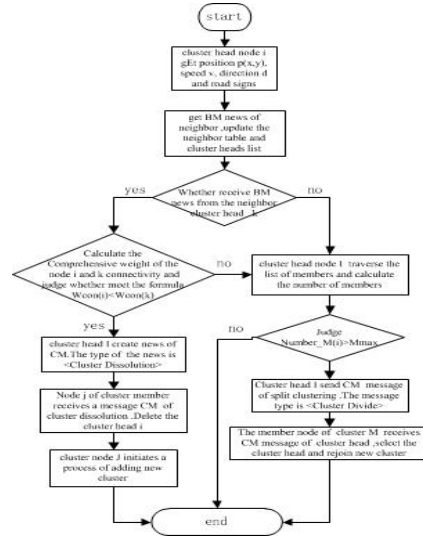 start
cluster head node i
gEt position p(x,y),
speed v, direction d
and road signs
get BM news of
neighbor ,update the
neighbor table and
cluster heads list
yes
Whether receive BM
news from the neighbor
cluster head k
no
Calculate the
Comprehensive weight of the
node i and k connectivity and
judge whether meet the formula
Wcon(i)<Wcon(k)
no
cluster head node I traverse the
list of members and calculate
the number of members
yes
no
Judge
Number_M(i)>Mmax
cluster head I create news of
CM.The type of the news is
<Cluster Dissolution>
Cluster head I send CM message
of split clustering .The message
type is <Cluster Divide>
Node j of cluster member
receives a message CM of
cluster dissolution .Delete the
cluster head i
The member node of cluster M receives
CM message of cluster head ,select the
cluster head and rejoin new cluster
cluster node J initiates a
process of adding new
cluster
end